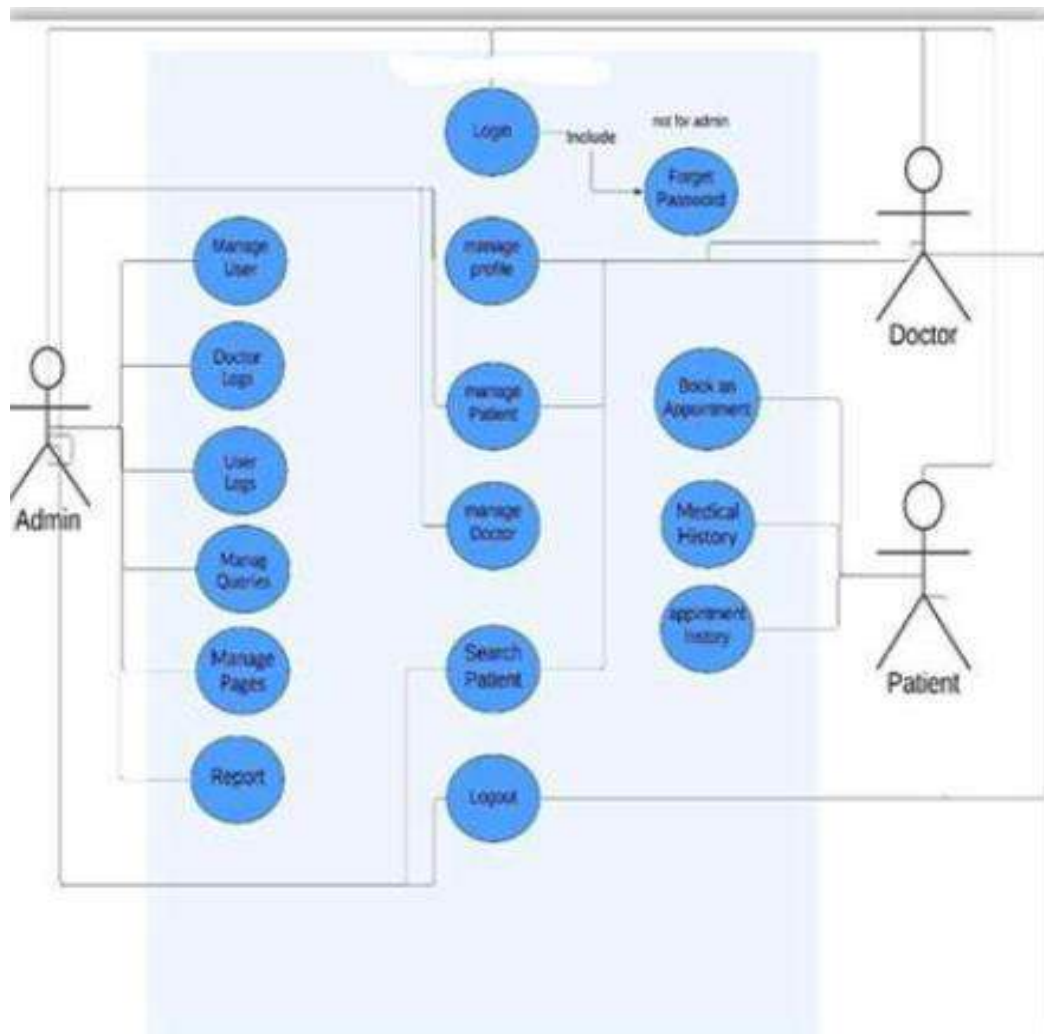 Login
Include
not for admin
Forget
Password
Manage
User
manage
profile
Doctor
Doctor
Logs
manage
Patient
Book an
Appointment
User
Logs
Admin
manage
Doctor
Medical
History
Manag
Queries
appintment
history
Manage
Pages
Search
Patient
Patient
Report
Logout